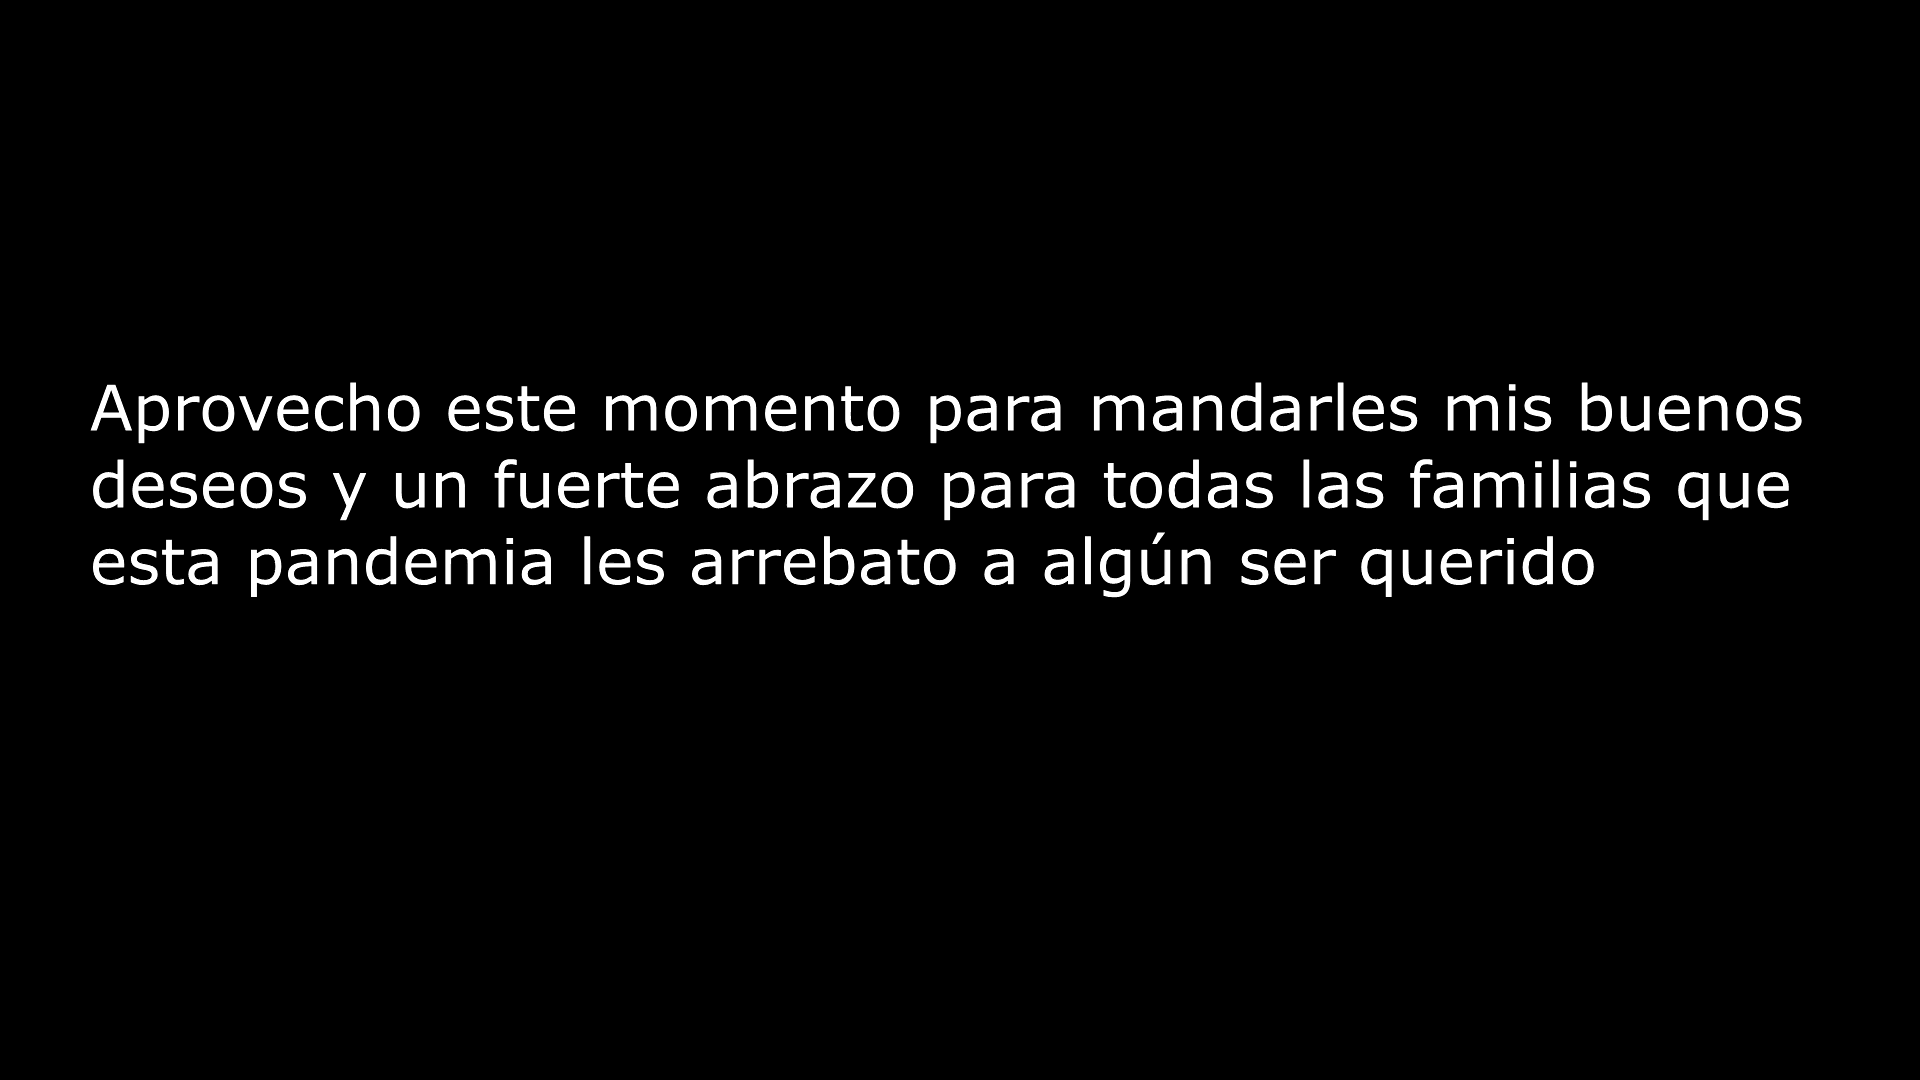 Aprovecho este momento para mandarles mis buenos
deseos y un fuerte abrazo para todas las familias que
esta pandemia les arrebato a algún ser querido